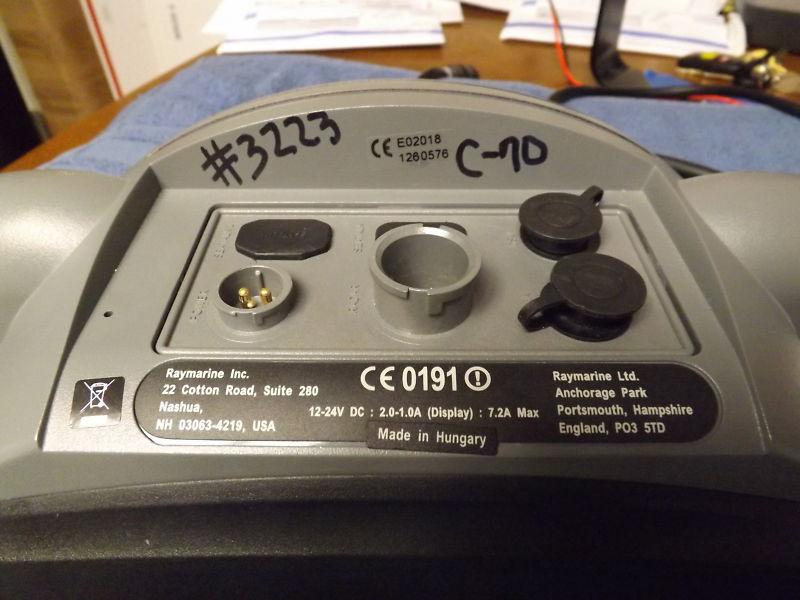 #3223
CE E02018
1260576
C-70
POWER
Raymarine Inc.
22 Cotton Road, Suite 280
Nashua,
NH 03063-4219, USA
CE 0191
12-24V DC : 2.0-1.0A (Display) : 7.2A Max
Made in Hungary
Raymarine Ltd.
Anchorage Park
Portsmouth, Hampshire
England, PO3 5TD